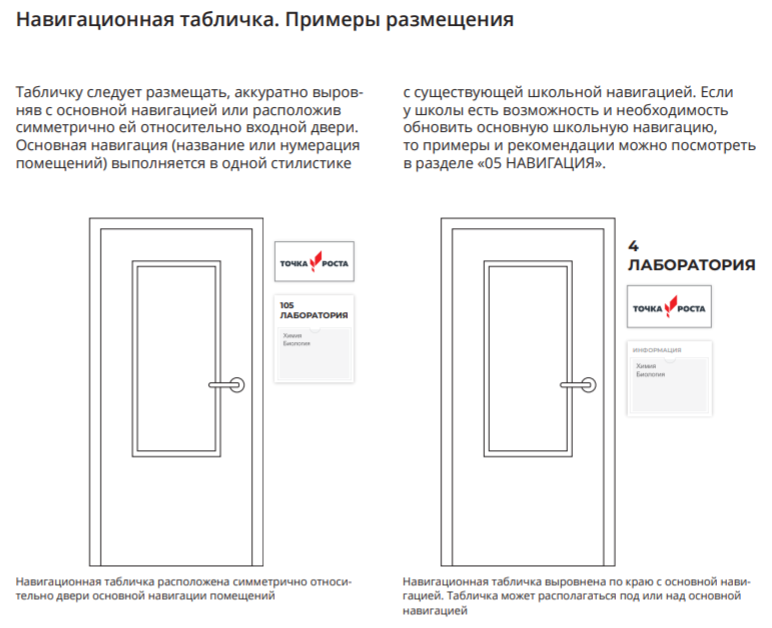 Навигационная табличка. Примеры размещения
Табличку следует размещать, аккуратно выров-
няв с основной навигацией или расположив
симметрично ей относительно входной двери.
Основная навигация (название или нумерация
помещений) выполняется в одной стилистике
с существующей школьной навигацией. Если
у школы есть возможность и необходимость
обновить основную школьную навигацию,
то примеры и рекомендации можно посмотреть
в разделе «05 НАВИГАЦИЯ».
ТОЧКА РОСТА
105
ЛАБОРАТОРИЯ
Химия
Биология
4
ЛАБОРАТОРИЯ
ТОЧКА РОСТА
ИНФОРМАЦИЯ
Химия
Биология
Навигационная табличка расположена симметрично относи-
тельно двери основной навигации помещений
Навигационная табличка выровнена по краю с основной нави-
гацией. Табличка может располагаться под или над основной
навигацией